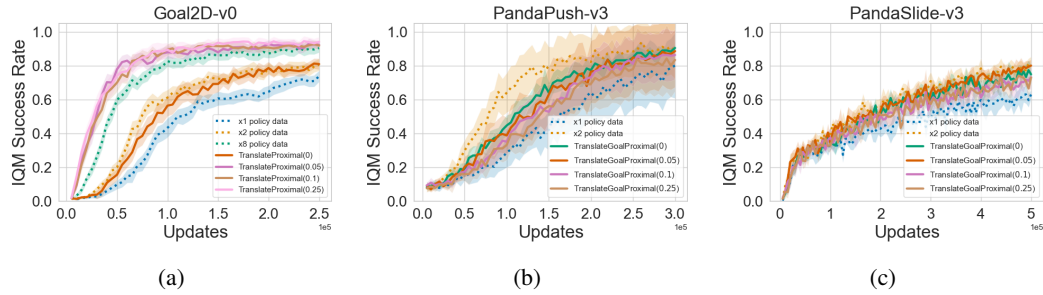 Goal2D-v0
IQM Success Rate
1.0
0.8
0.6
0.4
0.2
0.0
x1 policy data
x2 policy data
x8 policy data
TranslateProximal(0)
TranslateProximal(0.05)
TranslateProximal(0.1)
TranslateProximal(0.25)
0.0 0.5 1.0 1.5 2.0 2.5
Updates
1e5
(a)
PandaPush-v3
IQM Success Rate
1.0
0.8
0.6
0.4
0.2
0.0
x1 policy data
x2 policy data
TranslateGoalProximal(0)
TranslateGoalProximal(0.05)
TranslateGoalProximal(0.1)
TranslateGoalProximal(0.25)
0.0 0.5 1.0 1.5 2.0 2.5 3.0
Updates
1e5
(b)
PandaSlide-v3
IQM Success Rate
1.0
0.8
0.6
0.4
0.2
0.0
x1 policy data
x2 policy data
TranslateGoalProximal(0)
TranslateGoalProximal(0.05)
TranslateGoalProximal(0.1)
TranslateGoalProximal(0.25)
0 1 2 3 4 5
Updates
1e5
(c)